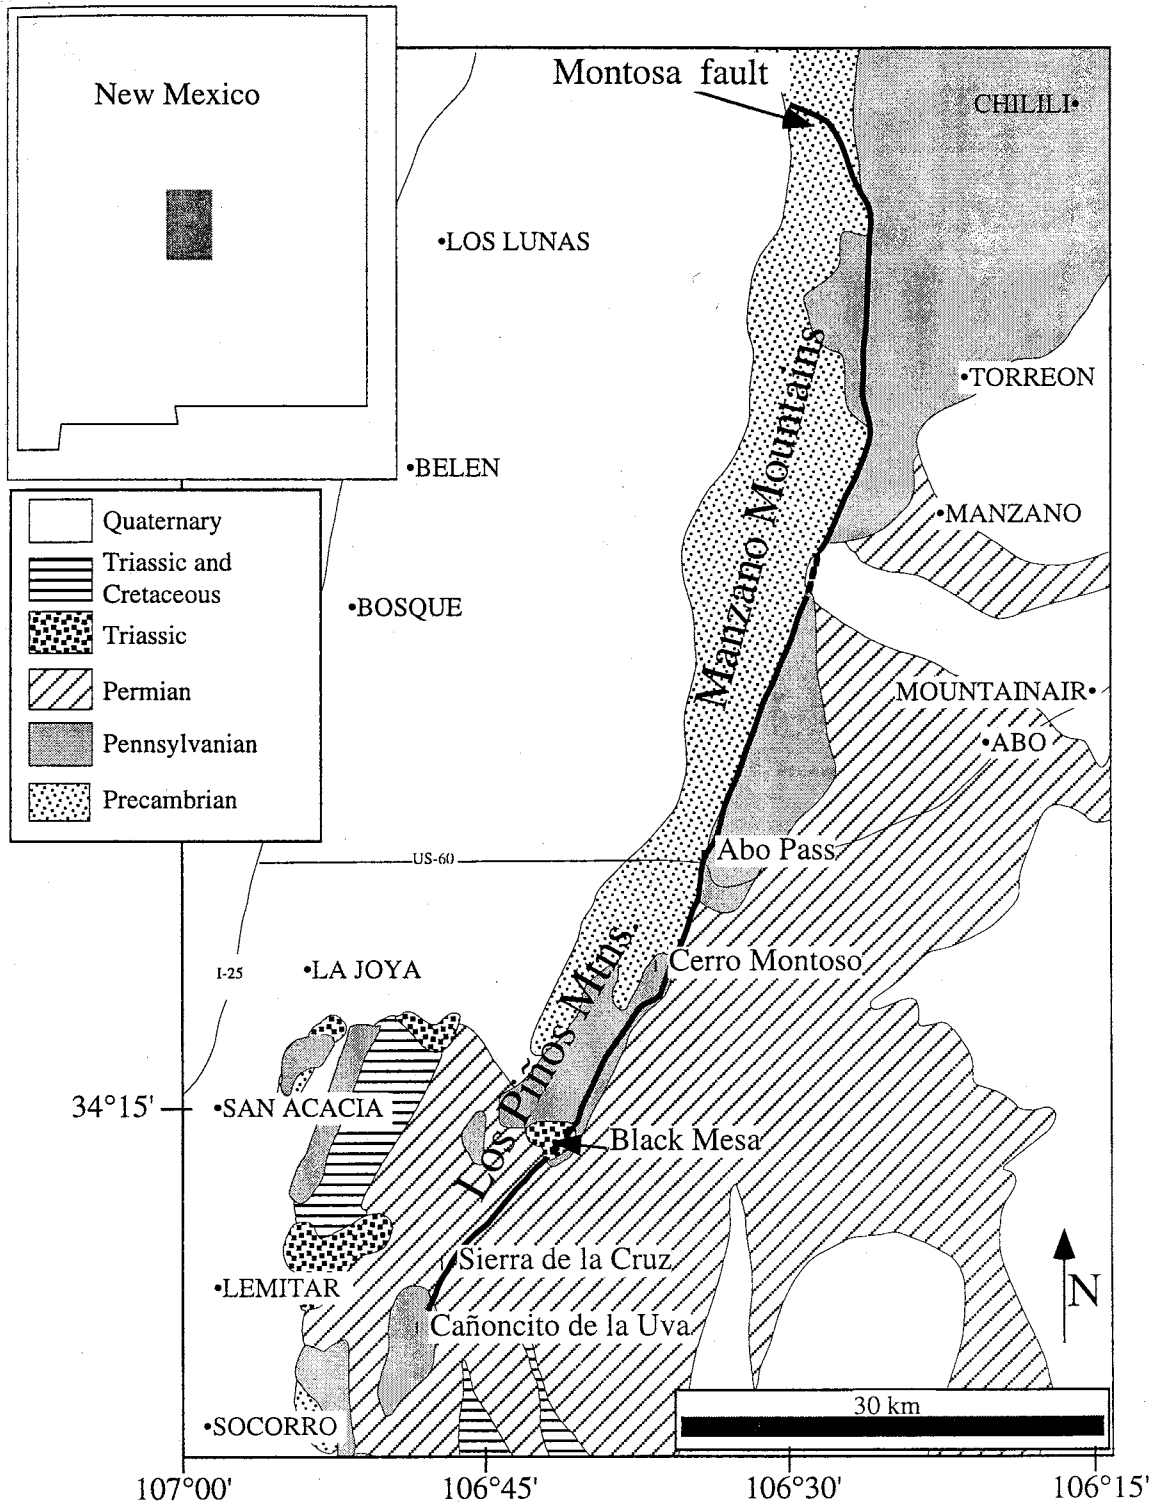 New Mexico
Montosa fault
CHILILI
LOS LUNAS
TORREON
BELEN
MANZANO
BOSQUE
Manzano Mountains
Quaternary
Triassic and
Cretaceous
Triassic
Permian
Pennsylvanian
Precambrian
MOUNTAINAIR
ABO
Abo Pass
US-60
Los Piños Mtns.
Cerro Montoso
I-25
LA JOYA
34°15'
SAN ACACIA
Black Mesa
Sierra de la Cruz
LEMITAR
N
Cañoncito de la Uva
30 km
SOCORRO
107°00'
106°45'
106°30'
106°15'